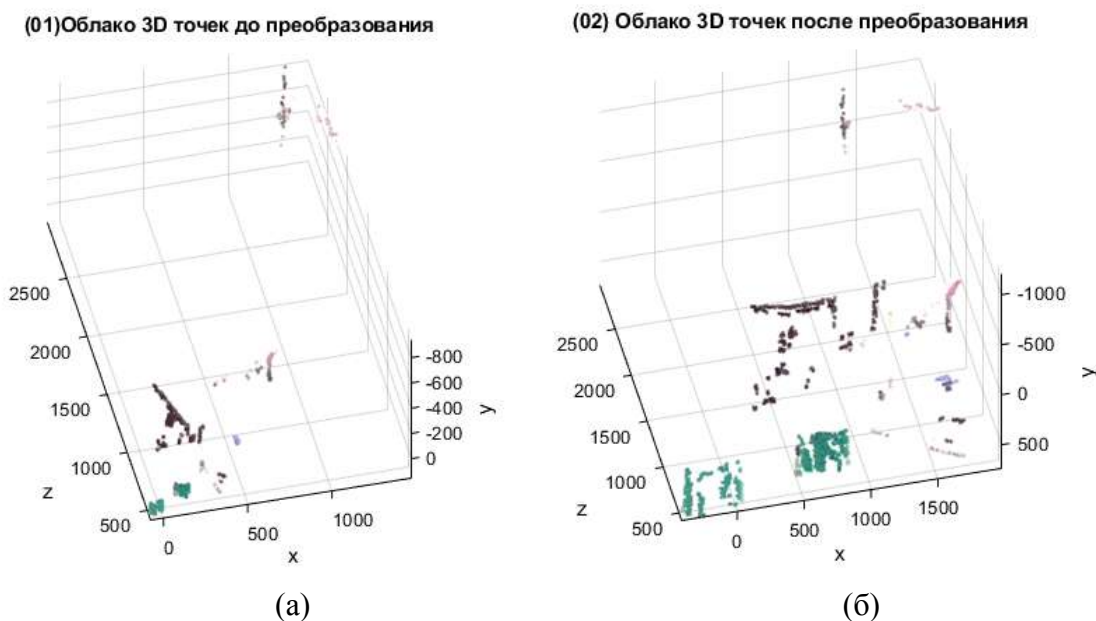 (01)Облако 3D точек до преобразования
2500
2000
1500
1000
500
z
0
500
1000
x
-800
-600
-400
-200
0
y
(а)
(02) Облако 3D точек после преобразования
2500
2000
1500
1000
500
z
0
500
1000
1500
x
-1000
-500
0
500
y
(б)